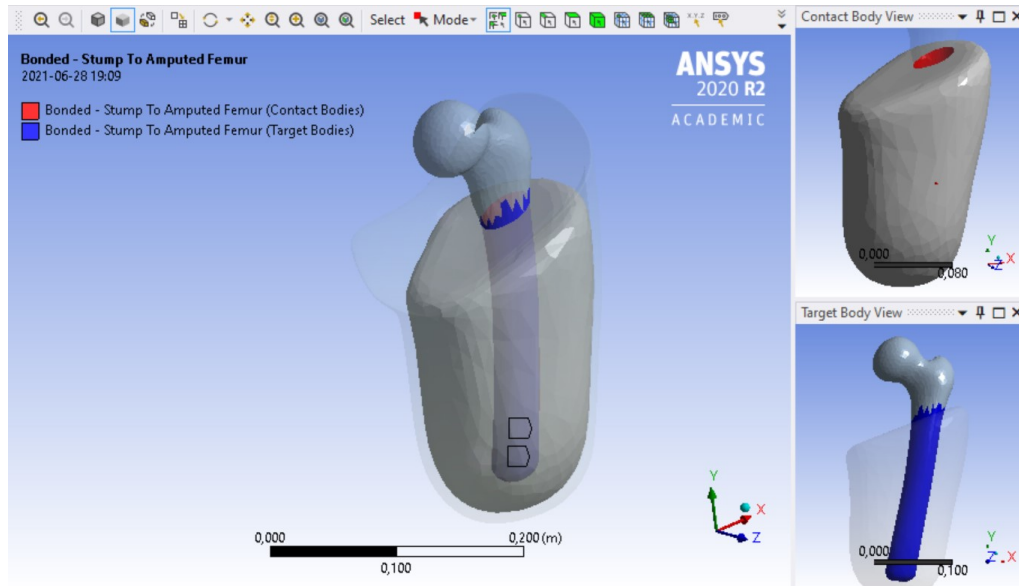 Select Mode
X,Y,Z
Contact Body View
Bonded - Stump To Amputed Femur
2021-06-28 19:09
Bonded - Stump To Amputed Femur (Contact Bodies)
Bonded - Stump To Amputed Femur (Target Bodies)
ANSYS
2020 R2
ACADEMIC
Y
X
Z
0,000
0,200 (m)
0,100
0,000
0,080
Y
X
Z
Target Body View
0,000
0,100
Y
Z
X